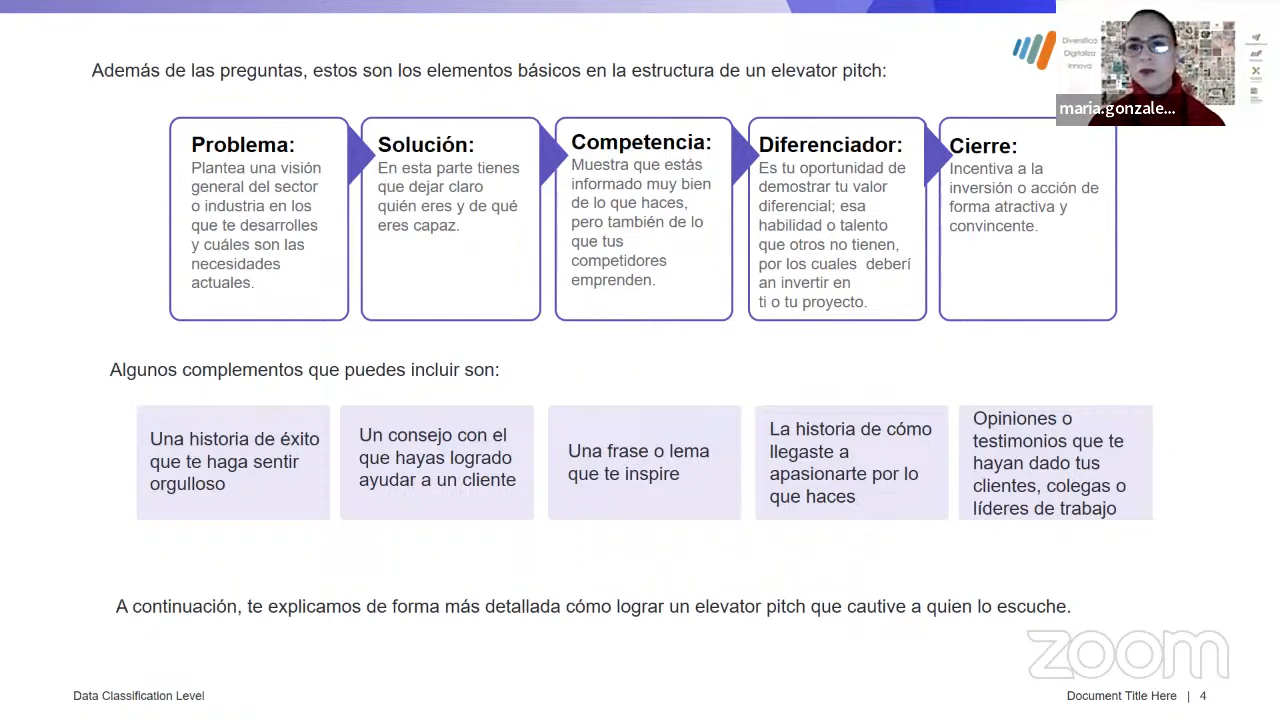 Diversifica
Digitaliza
Innova
maria.gonzale...
Además de las preguntas, estos son los elementos básicos en la estructura de un elevator pitch:
Problema:
Plantea una visión
general del sector
o industria en los
que te desarrolles
y cuáles son las
necesidades
actuales.
Solución:
En esta parte tienes
que dejar claro
quién eres y de qué
eres capaz.
Competencia:
Muestra que estás
informado muy bien
de lo que haces,
pero también de lo
que tus
competidores
emprenden.
Diferenciador:
Es tu oportunidad de
demostrar tu valor
diferencial; esa
habilidad o talento
que otros no tienen,
por los cuales  deberí
an invertir en
ti o tu proyecto.
Cierre:
Incentiva a la
inversión o acción de
forma atractiva y
convincente.
Algunos complementos que puedes incluir son:
Una historia de éxito
que te haga sentir
orgulloso
Un consejo con el
que hayas logrado
ayudar a un cliente
Una frase o lema
que te inspire
La historia de cómo
llegaste a
apasionarte por lo
que haces
Opiniones o
testimonios que te
hayan dado tus
clientes, colegas o
líderes de trabajo
A continuación, te explicamos de forma más detallada cómo lograr un elevator pitch que cautive a quien lo escuche.
zoom
Data Classification Level
Document Title Here | 4